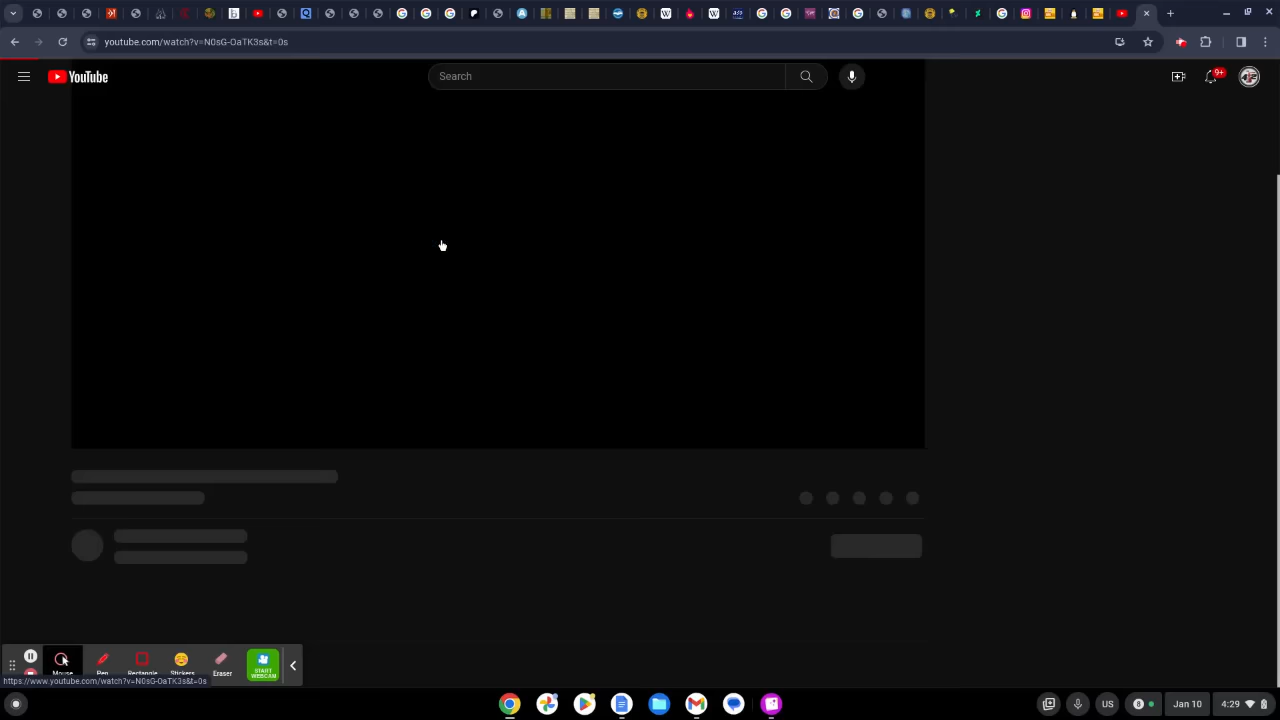 youtube.com/watch?v=N0sG-OaTK3s&t=0s
YouTube
Search
9+
Mouse
Pen
Rectangle
Stickers
Eraser
START
WEBCAM
https://www.youtube.com/watch?v=N0sG-OaTK3s&t=0s
US
8
Jan 10
4:29